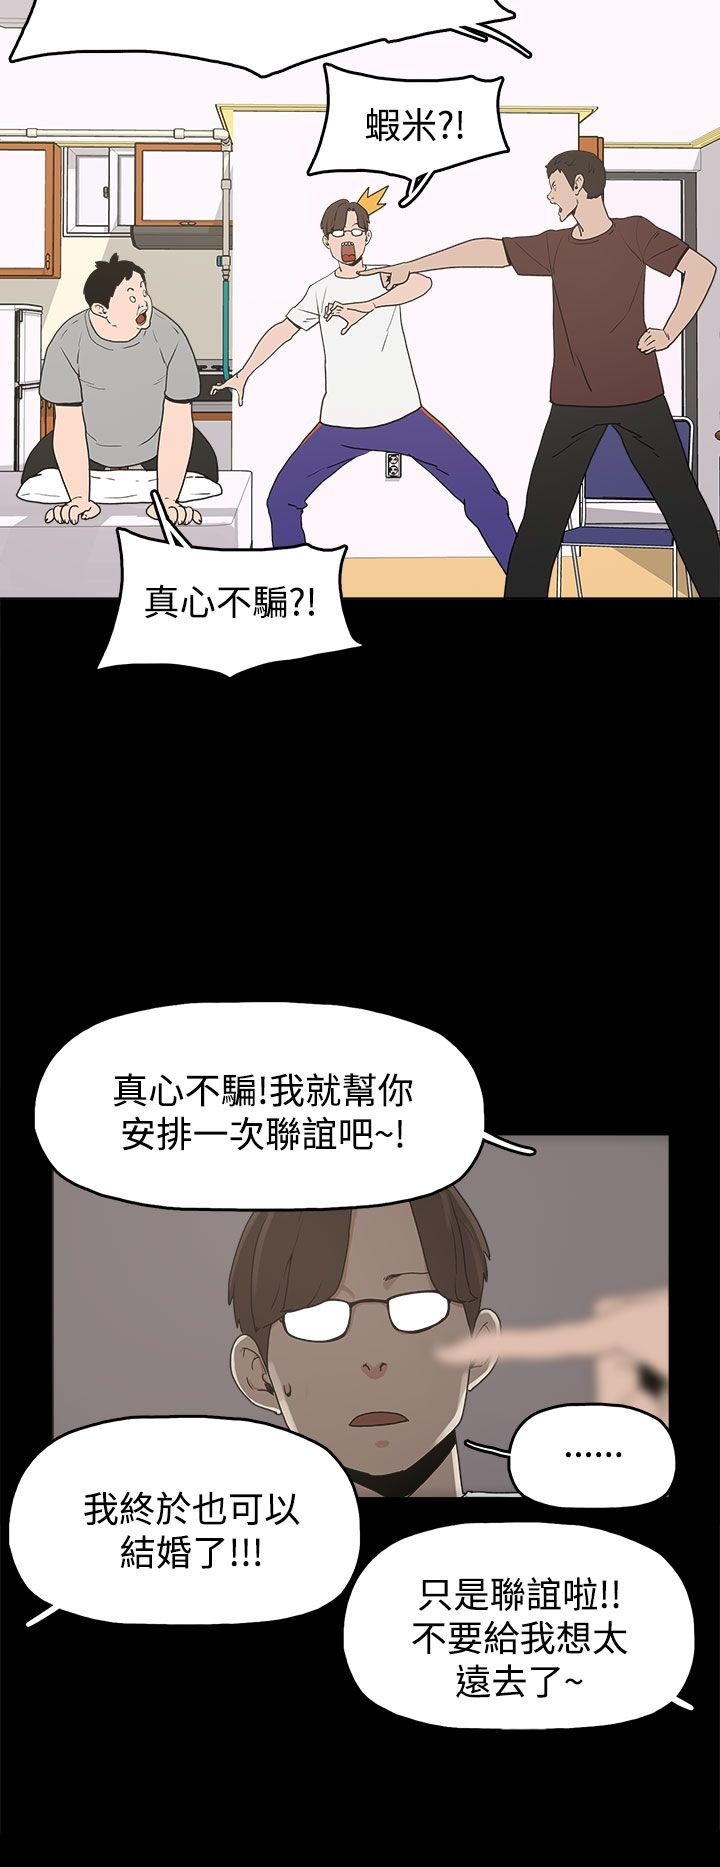 蝦米?!
真心不騙?!
真心不騙!我就幫你
安排一次聯誼吧~!
……
我終於也可以
結婚了!!!
只是聯誼啦!!
不要給我想太
遠去了~